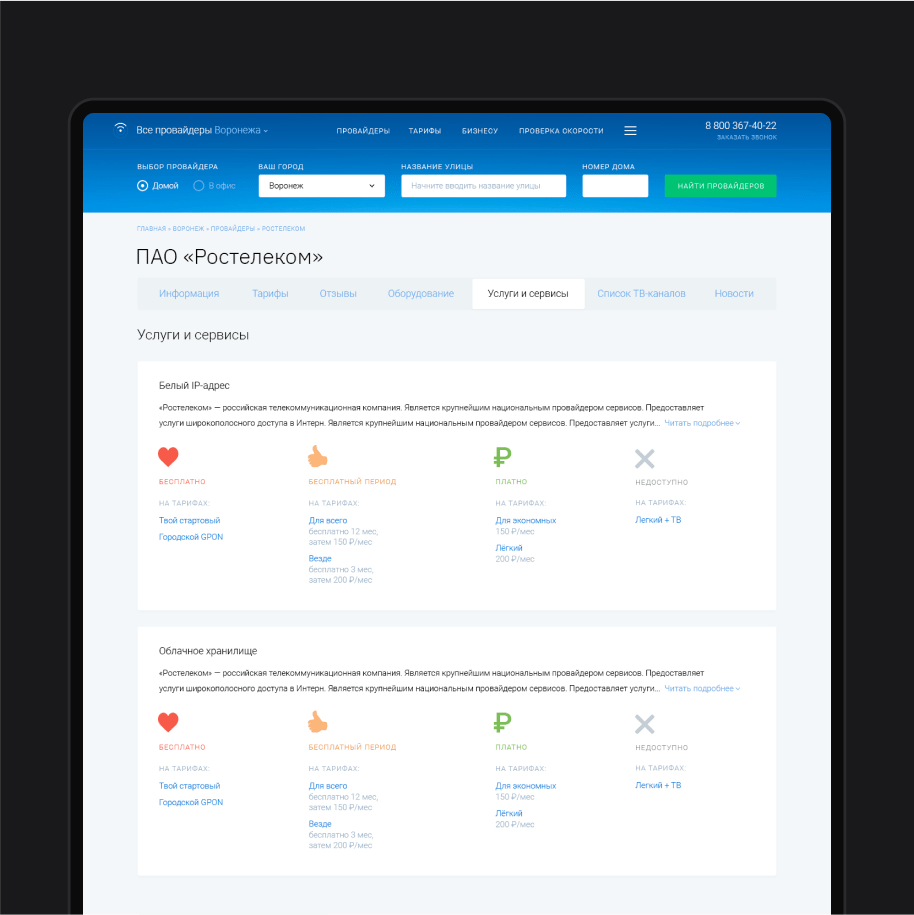 Все провайдеры Воронежа
ПРОВАЙДЕРЫ ТАРИФЫ БИЗНЕСУ ПРОВЕРКА СКОРОСТИ
8 800 367-40-22
ЗАКАЗАТЬ ЗВОНОК
ВЫБОР ПРОВАЙДЕРА ВАШ ГОРОД НАЗВАНИЕ УЛИЦЫ НОМЕР ДОМА
Домой В офис Воронеж Начните вводить название улицы НАЙТИ ПРОВАЙДЕРОВ
ГЛАВНАЯ » ВОРОНЕЖ » ПРОВАЙДЕРЫ » РОСТЕЛЕКОМ
ПАО «Ростелеком»
Информация Тарифы Отзывы Оборудование Услуги и сервисы Список ТВ-каналов Новости
Услуги и сервисы
Белый IP-адрес
«Ростелеком» — российская телекоммуникационная компания. Является крупнейшим национальным провайдером сервисов. Предоставляет
услуги широкополосного доступа в Интерн. Является крупнейшим национальным провайдером сервисов. Предоставляет услуги... Читать подробнее
₽
БЕСПЛАТНО БЕСПЛАТНЫЙ ПЕРИОД ПЛАТНО НЕДОСТУПНО
НА ТАРИФАХ: НА ТАРИФАХ: НА ТАРИФАХ: НА ТАРИФАХ:
Твой стартовый Для всего Для экономных Легкий + ТВ
бесплатно 12 мес, 150 ₽/мес
Городской GPON затем 150 ₽/мес
Лёгкий
Везде 200 ₽/мес
бесплатно 3 мес,
затем 200 ₽/мес
Облачное хранилище
«Ростелеком» — российская телекоммуникационная компания. Является крупнейшим национальным провайдером сервисов. Предоставляет
услуги широкополосного доступа в Интерн. Является крупнейшим национальным провайдером сервисов. Предоставляет услуги... Читать подробнее
₽
БЕСПЛАТНО БЕСПЛАТНЫЙ ПЕРИОД ПЛАТНО НЕДОСТУПНО
НА ТАРИФАХ: НА ТАРИФАХ: НА ТАРИФАХ: НА ТАРИФАХ:
Твой стартовый Для всего Для экономных Легкий + ТВ
бесплатно 12 мес, 150 ₽/мес
Городской GPON затем 150 ₽/мес
Лёгкий
Везде 200 ₽/мес
бесплатно 3 мес,
затем 200 ₽/мес